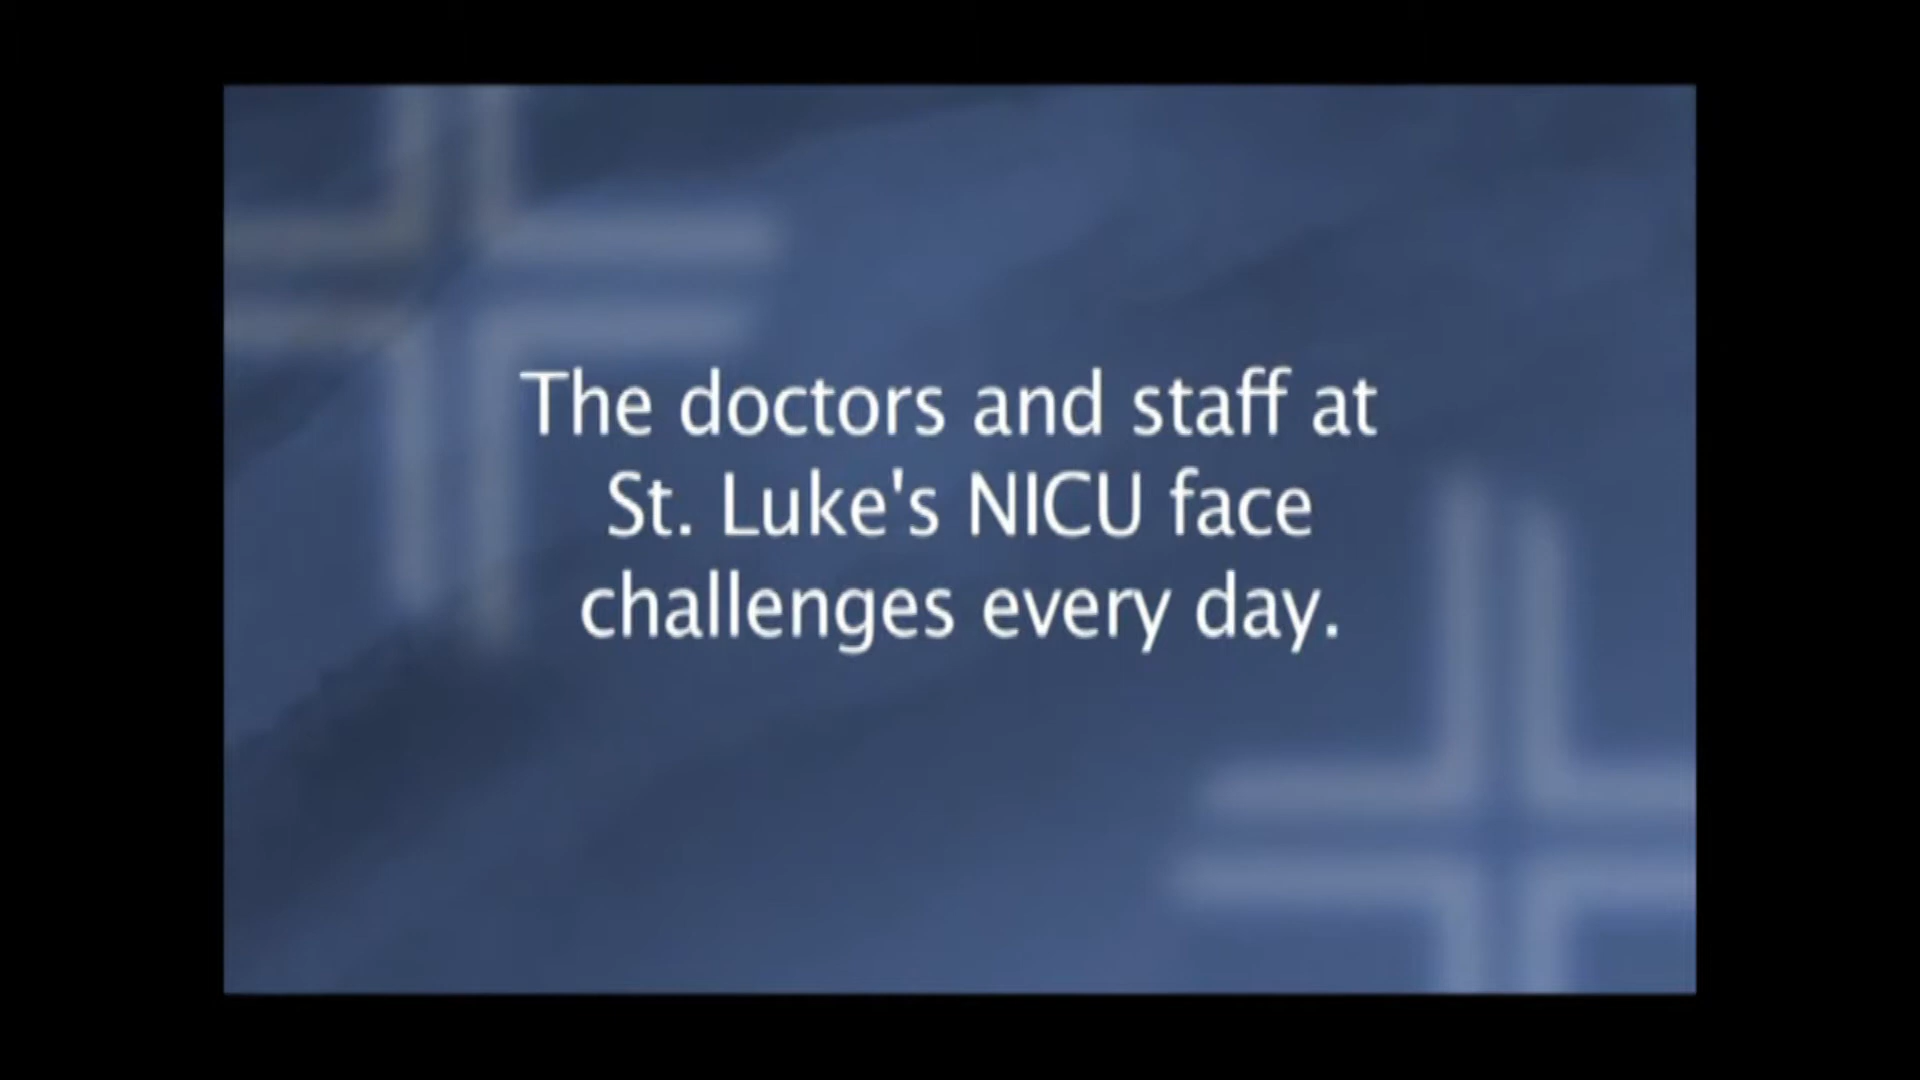 The doctors and staff at
St. Luke's NICU face
challenges every day.